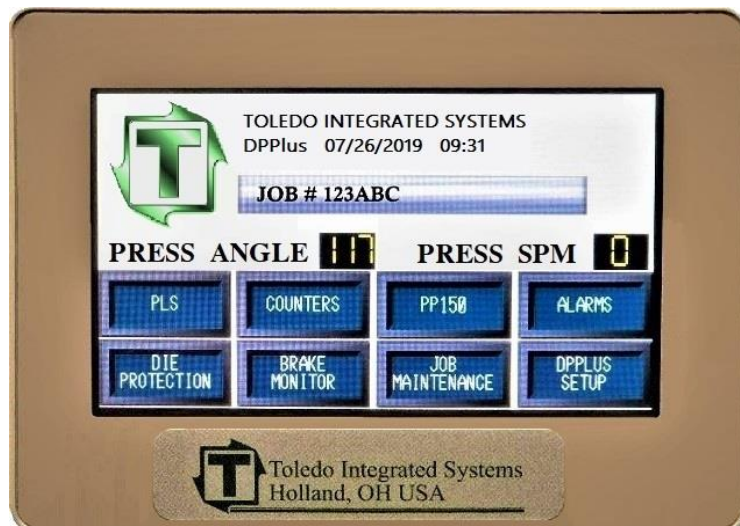 T
TOLEDO INTEGRATED SYSTEMS
DPPlus 07/26/2019 09:31
JOB # 123ABC
PRESS ANGLE 117 PRESS SPM 0
PLS COUNTERS PP150 ALARMS
DIE PROTECTION BRAKE MONITOR JOB MAINTENANCE DPPLUS SETUP
T
Toledo Integrated Systems
Holland, OH USA